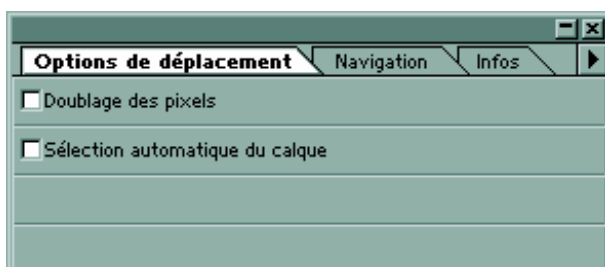 Options de déplacement Navigation Infos
Doublage des pixels
Sélection automatique du calque